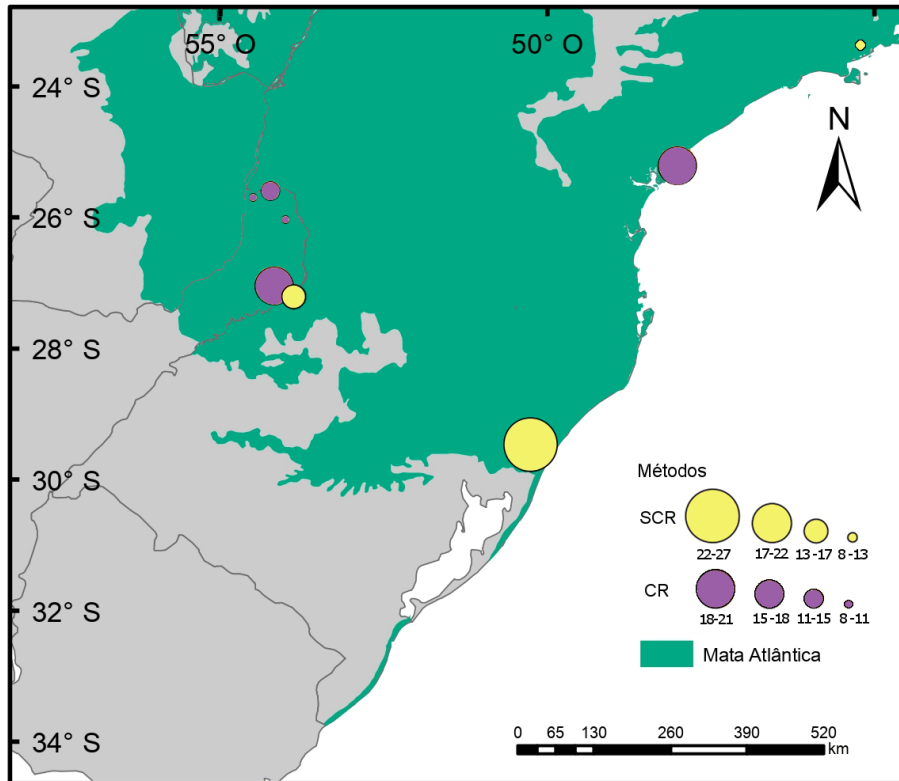 55° O
50° O
24° S
N
26° S
28° S
30° S
32° S
34° S
Métodos
SCR
22-27
17-22
13-17
8-13
CR
18-21
15-18
11-15
8-11
Mata Atlântica
0 65 130 260 390 520
km